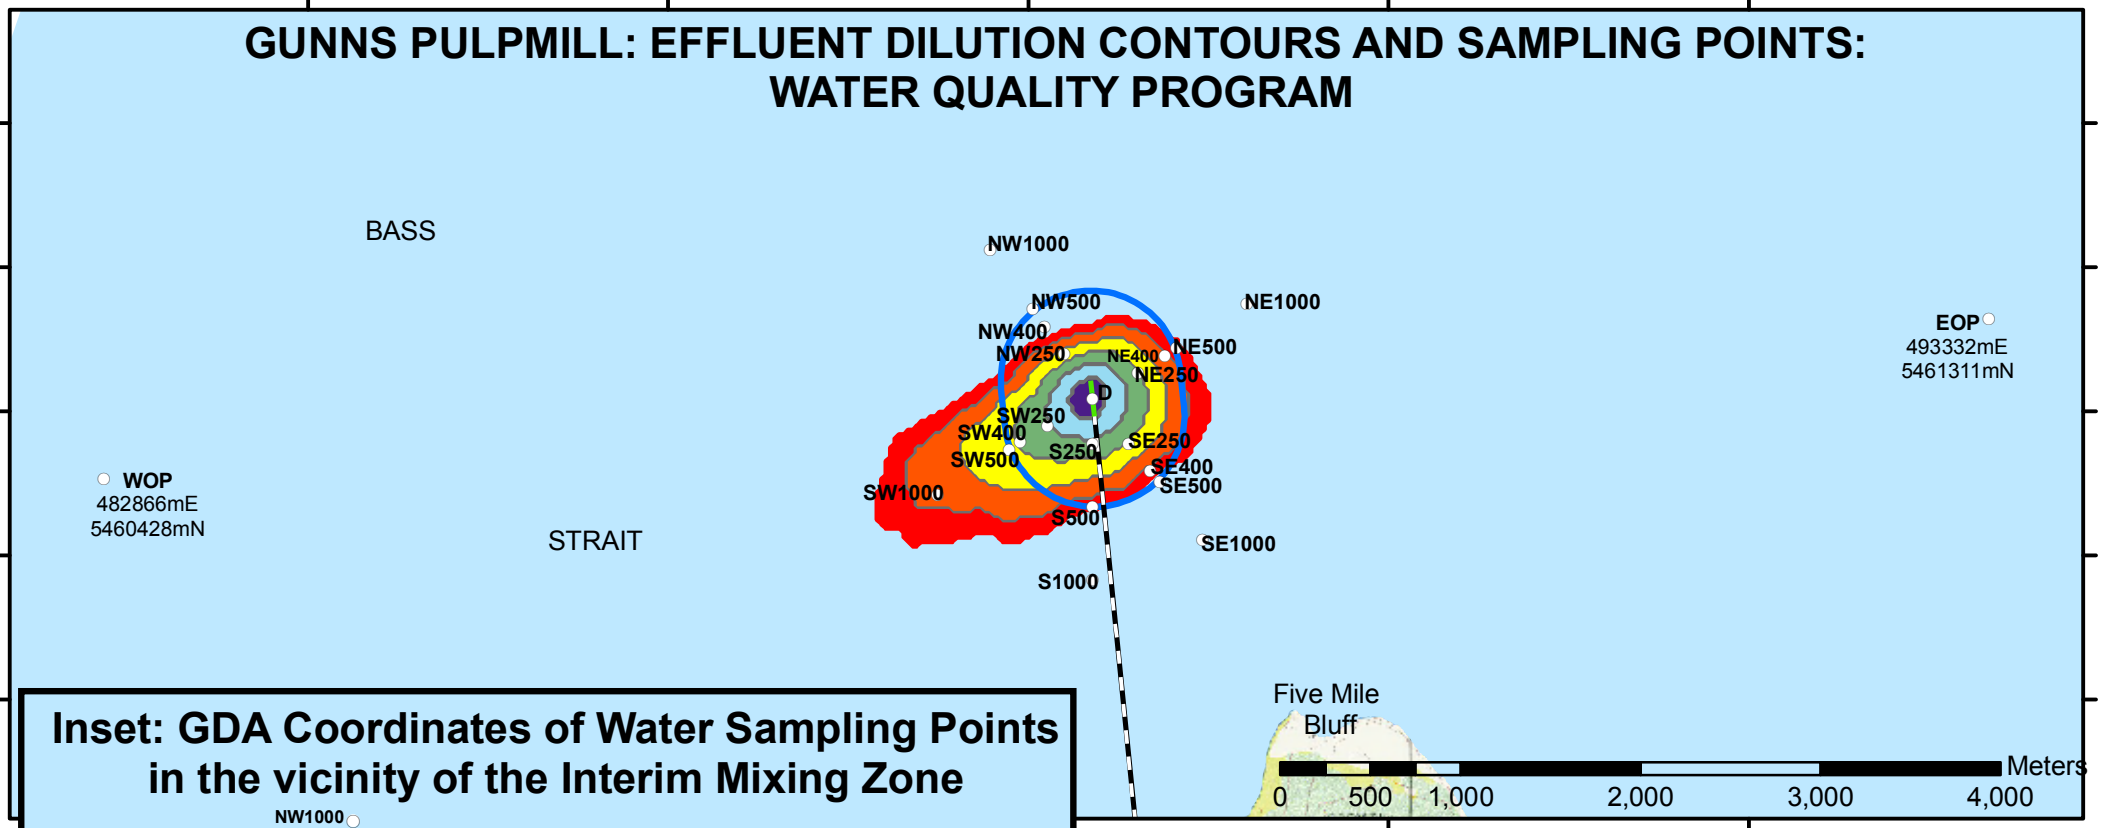 GUNNS PULPMILL: EFFLUENT DILUTION CONTOURS AND SAMPLING POINTS:
WATER QUALITY PROGRAM
BASS
NW1000
NW500
NE1000
NW400
EOP
493332mE
5461311mN
NE500
NW250
NE400
NE250
D
SW250
SW400
SE250
S250
SW500
SE400
WOP
482866mE
5460428mN
SE500
SW1000
S500
STRAIT
SE1000
S1000
Five Mile
Bluff
Inset: GDA Coordinates of Water Sampling Points
in the vicinity of the Interim Mixing Zone
Meters
0 500 1,000 2,000 3,000 4,000
NW1000